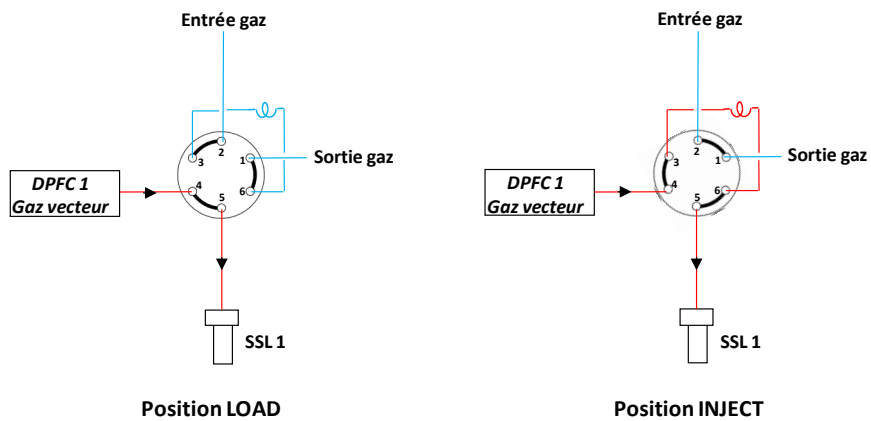 Entrée gaz
3
2
1
4
5
6
Sortie gaz
DPFC 1
Gaz vecteur
SSL 1
Position LOAD
Entrée gaz
3
2
1
4
5
6
Sortie gaz
DPFC 1
Gaz vecteur
SSL 1
Position INJECT